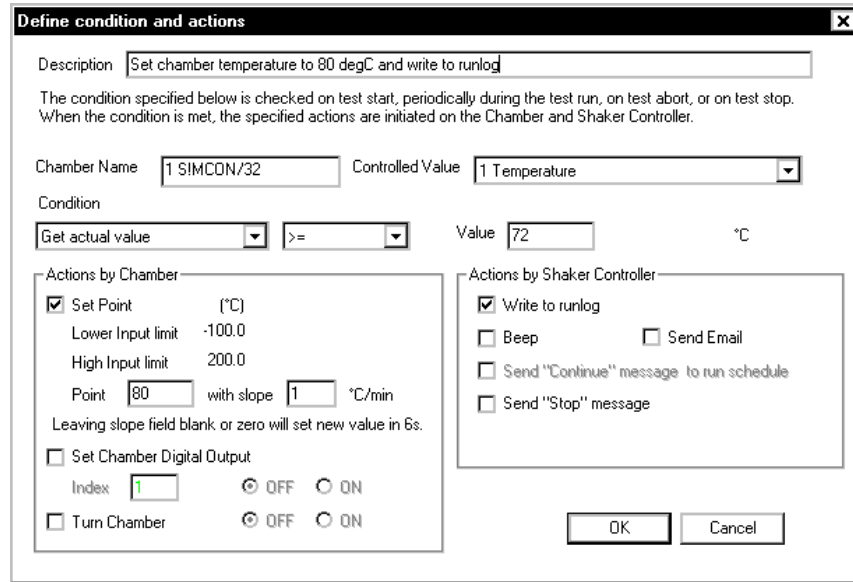 Define condition and actions
Description Set chamber temperature to 80 degC and write to runlog
The condition specified below is checked on test start, periodically during the test run, on test abort, or on test stop.
When the condition is met, the specified actions are initiated on the Chamber and Shaker Controller.
Chamber Name 1 S!MCON/32 Controlled Value 1 Temperature
Condition
Get actual value >= Value 72 °C
Actions by Chamber
Set Point (°C)
Lower Input limit -100.0
High Input limit 200.0
Point 80 with slope 1 °C/min
Leaving slope field blank or zero will set new value in 6s.
Set Chamber Digital Output
Index 1 OFF ON
Turn Chamber OFF ON
Actions by Shaker Controller
Write to runlog
Beep Send Email
Send "Continue" message to run schedule
Send "Stop" message
OK Cancel